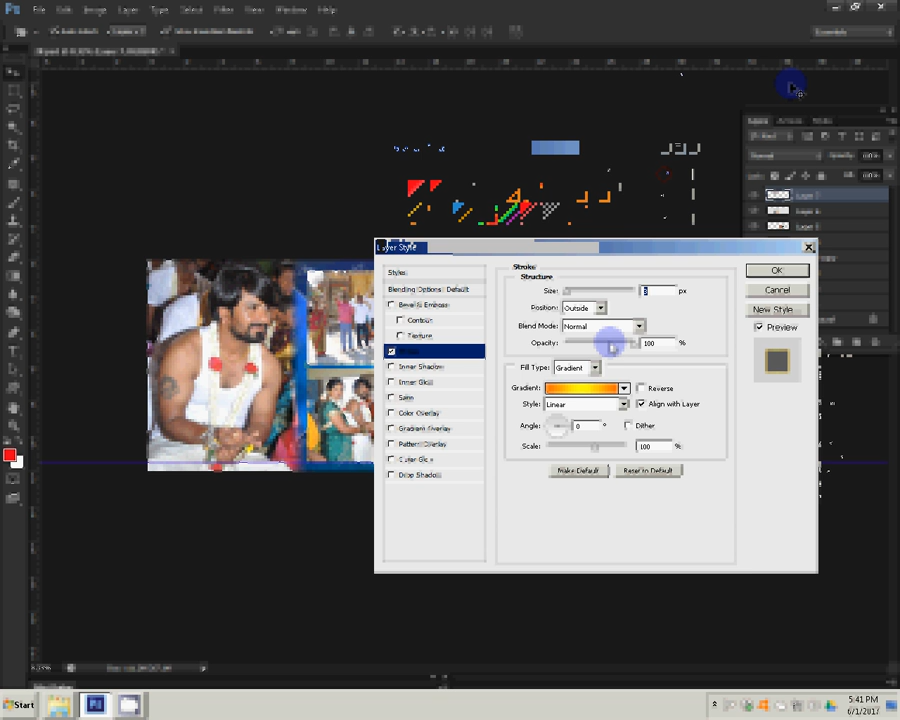 File Edit Image Layer Type Select Filter View Window Help
Layer Style
Styles
Blending Options: Default
Bevel & Emboss
Contour
Texture
Inner Shadow
Inner Glow
Satin
Color Overlay
Gradient Overlay
Pattern Overlay
Outer Glow
Drop Shadow
Stroke
Structure
Size: 3 px
Position: Outside
Blend Mode: Normal
Opacity: 100 %
Fill Type: Gradient
Gradient: Reverse
Style: Linear Align with Layer
Angle: 0 ° Dither
Scale: 100 %
Make Default Reset to Default
OK
Cancel
New Style...
Preview
Start
5:41 PM
6/1/2017